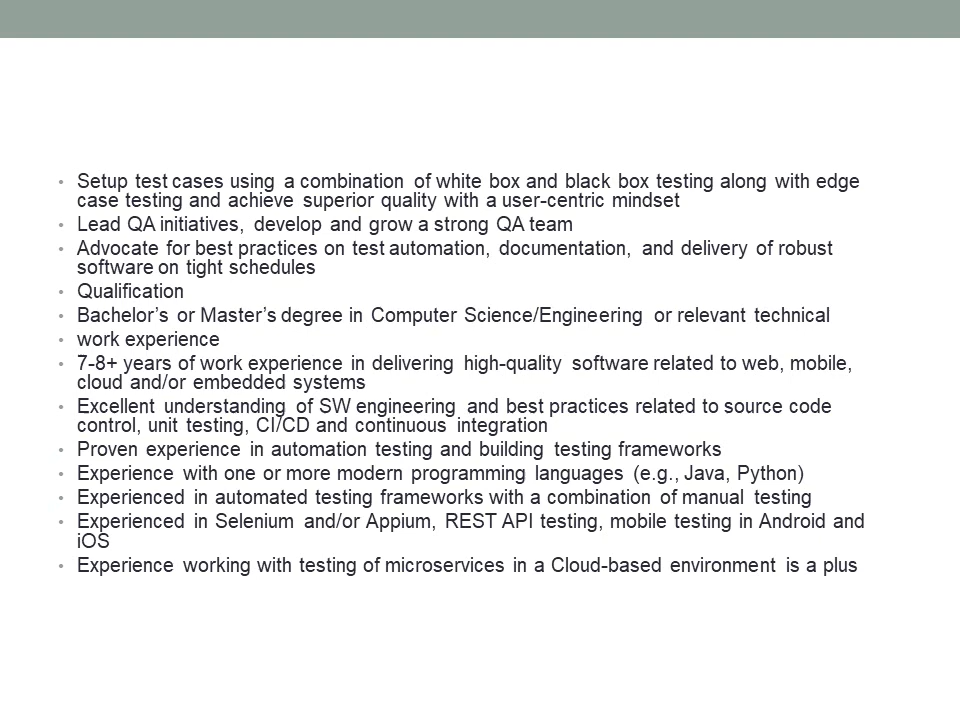 • Setup test cases using a combination of white box and black box testing along with edge
case testing and achieve superior quality with a user-centric mindset
• Lead QA initiatives, develop and grow a strong QA team
• Advocate for best practices on test automation, documentation, and delivery of robust
software on tight schedules
• Qualification
• Bachelor’s or Master’s degree in Computer Science/Engineering or relevant technical
• work experience
• 7-8+ years of work experience in delivering high-quality software related to web, mobile,
cloud and/or embedded systems
• Excellent understanding of SW engineering and best practices related to source code
control, unit testing, CI/CD and continuous integration
• Proven experience in automation testing and building testing frameworks
• Experience with one or more modern programming languages (e.g., Java, Python)
• Experienced in automated testing frameworks with a combination of manual testing
• Experienced in Selenium and/or Appium, REST API testing, mobile testing in Android and
iOS
• Experience working with testing of microservices in a Cloud-based environment is a plus